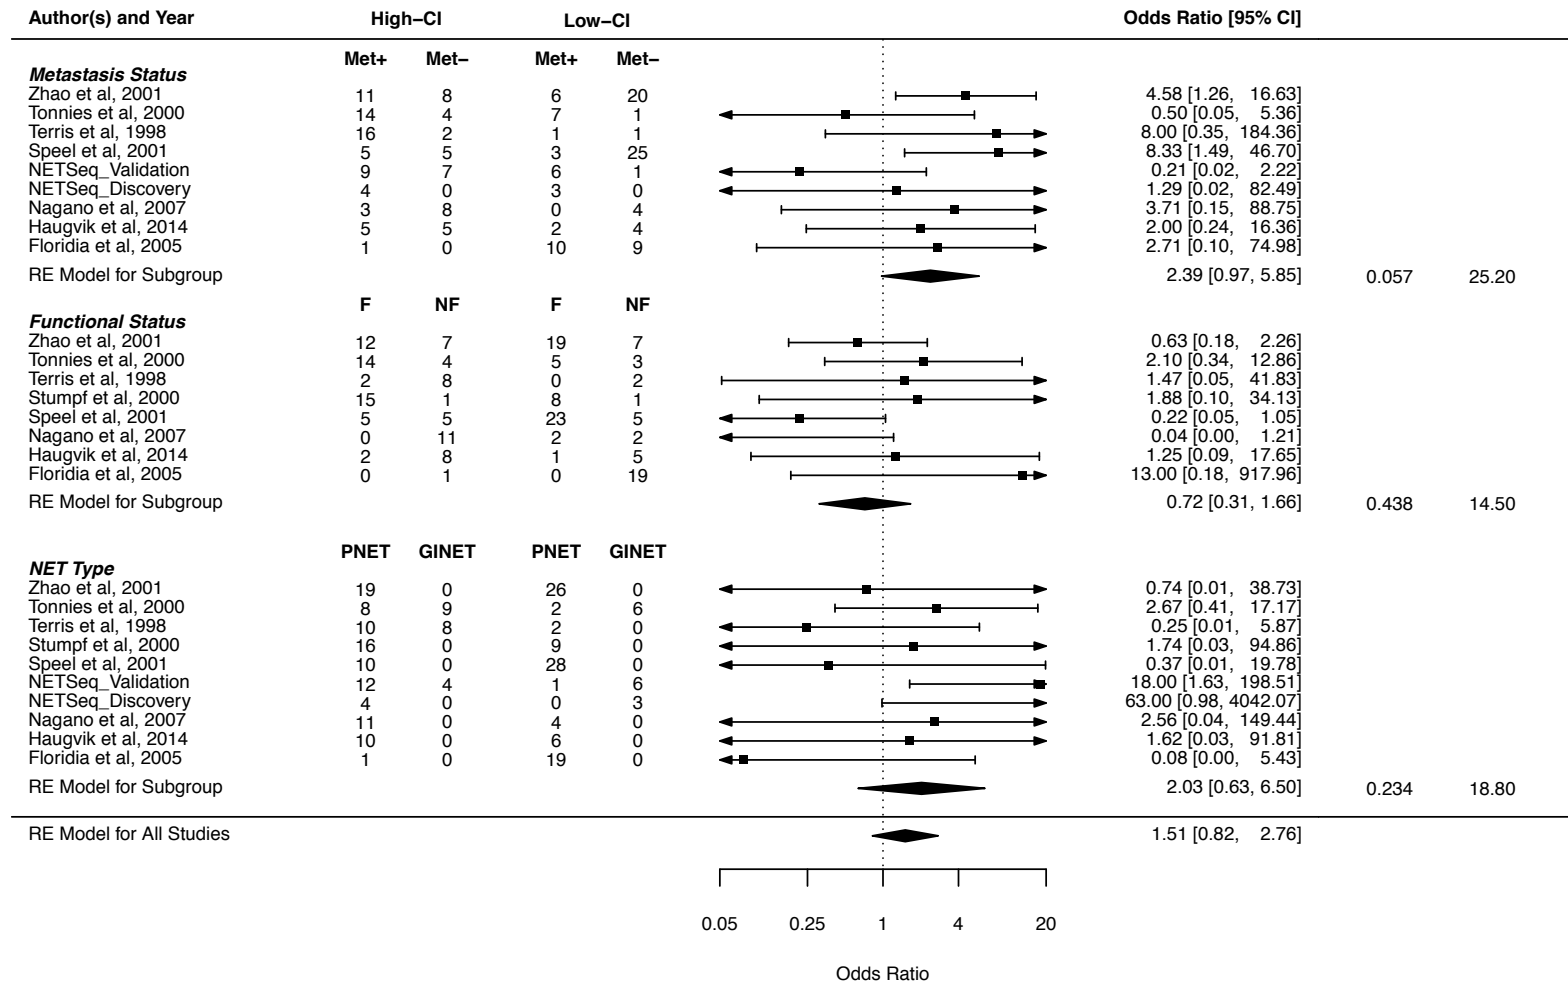 Author(s) and Year High−CI Low−CI Odds Ratio [95% CI]
Met+ Met− Met+ Met−
Metastasis Status
Zhao et al, 2001 11 8 6 20 4.58 [1.26, 16.63]
Tonnies et al, 2000 14 4 7 1 0.50 [0.05, 5.36]
Terris et al, 1998 16 2 1 1 8.00 [0.35, 184.36]
Speel et al, 2001 5 5 3 25 8.33 [1.49, 46.70]
NETSeq_Validation 9 7 6 1 0.21 [0.02, 2.22]
NETSeq_Discovery 4 0 3 0 1.29 [0.02, 82.49]
Nagano et al, 2007 3 8 0 4 3.71 [0.15, 88.75]
Haugvik et al, 2014 5 5 2 4 2.00 [0.24, 16.36]
Floridia et al, 2005 1 0 10 9 2.71 [0.10, 74.98]
RE Model for Subgroup 2.39 [0.97, 5.85] 0.057 25.20
F NF F NF
Functional Status
Zhao et al, 2001 12 7 19 7 0.63 [0.18, 2.26]
Tonnies et al, 2000 14 4 5 3 2.10 [0.34, 12.86]
Terris et al, 1998 2 8 0 2 1.47 [0.05, 41.83]
Stumpf et al, 2000 15 1 8 1 1.88 [0.10, 34.13]
Speel et al, 2001 5 5 23 5 0.22 [0.05, 1.05]
Nagano et al, 2007 0 11 2 2 0.04 [0.00, 1.21]
Haugvik et al, 2014 2 8 1 5 1.25 [0.09, 17.65]
Floridia et al, 2005 0 1 0 19 13.00 [0.18, 917.96]
RE Model for Subgroup 0.72 [0.31, 1.66] 0.438 14.50
PNET GINET PNET GINET
NET Type
Zhao et al, 2001 19 0 26 0 0.74 [0.01, 38.73]
Tonnies et al, 2000 8 9 2 6 2.67 [0.41, 17.17]
Terris et al, 1998 10 8 2 0 0.25 [0.01, 5.87]
Stumpf et al, 2000 16 0 9 0 1.74 [0.03, 94.86]
Speel et al, 2001 10 0 28 0 0.37 [0.01, 19.78]
NETSeq_Validation 12 4 1 6 18.00 [1.63, 198.51]
NETSeq_Discovery 4 0 0 3 63.00 [0.98, 4042.07]
Nagano et al, 2007 11 0 4 0 2.56 [0.04, 149.44]
Haugvik et al, 2014 10 0 6 0 1.62 [0.03, 91.81]
Floridia et al, 2005 1 0 19 0 0.08 [0.00, 5.43]
RE Model for Subgroup 2.03 [0.63, 6.50] 0.234 18.80
RE Model for All Studies 1.51 [0.82, 2.76]
0.05 0.25 1 4 20
Odds Ratio